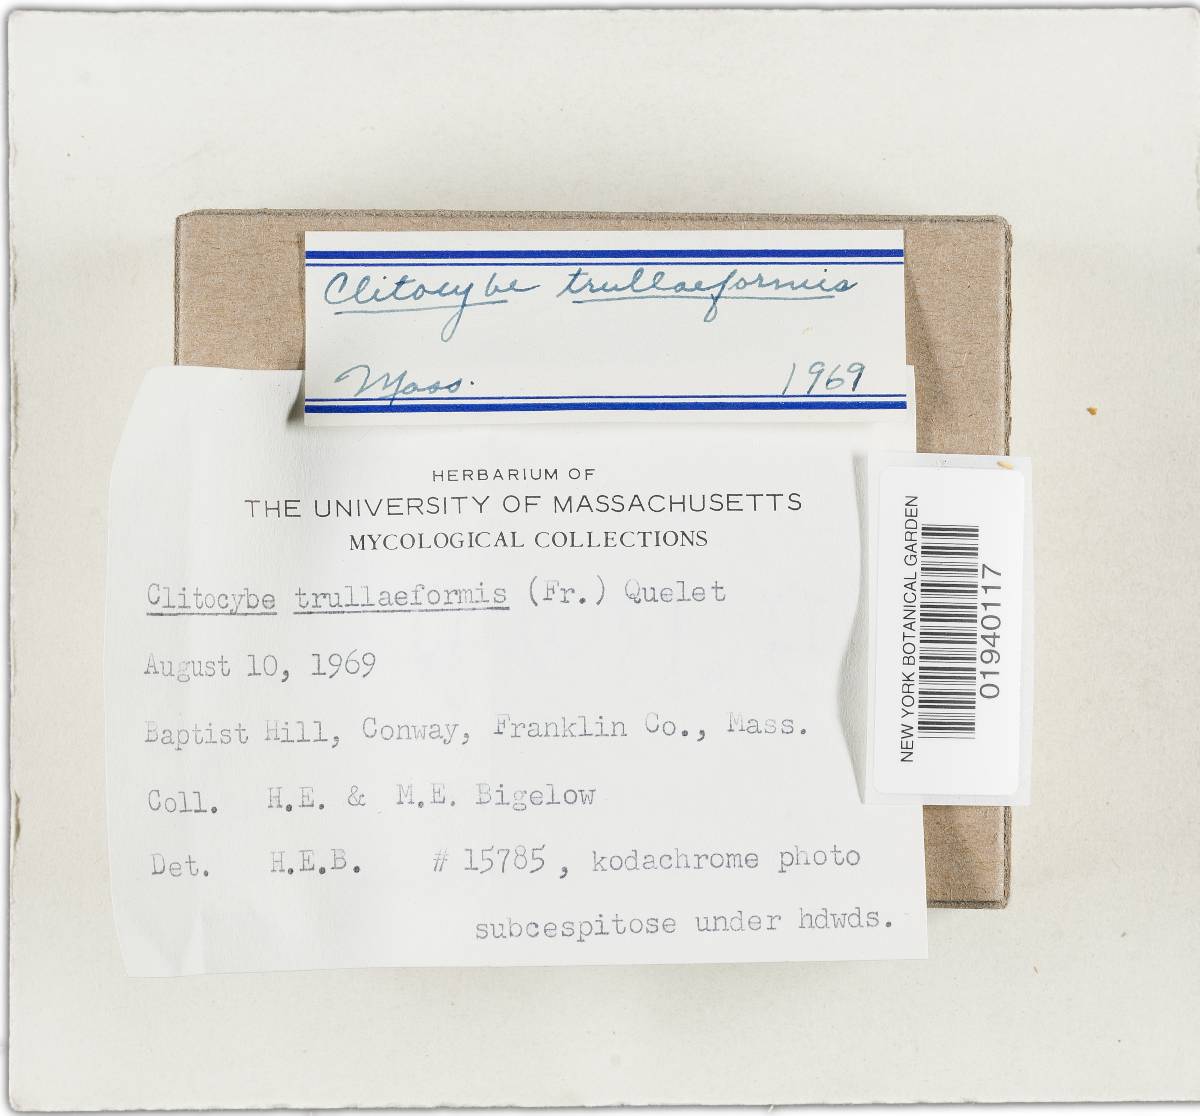 Clitocybe trullaeformis
Mass. 1969
HERBARIUM OF
THE UNIVERSITY OF MASSACHUSETTS
MYCOLOGICAL COLLECTIONS
Clitocybe trullaeformis (Fr.) Quelet
August 10, 1969
Baptist Hill, Conway, Franklin Co., Mass.
Coll. H.E. & M.E. Bigelow
Det. H.E.B. # 15785, kodachrome photo
subcespitose under hdwds.
NEW YORK BOTANICAL GARDEN
01940117